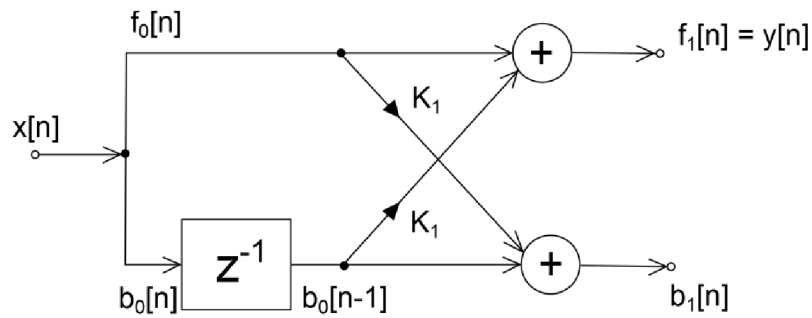 f₀[n]
+
f₁[n] = y[n]
K₁
x[n]
K₁
z⁻¹
+
b₀[n]
b₀[n-1]
b₁[n]